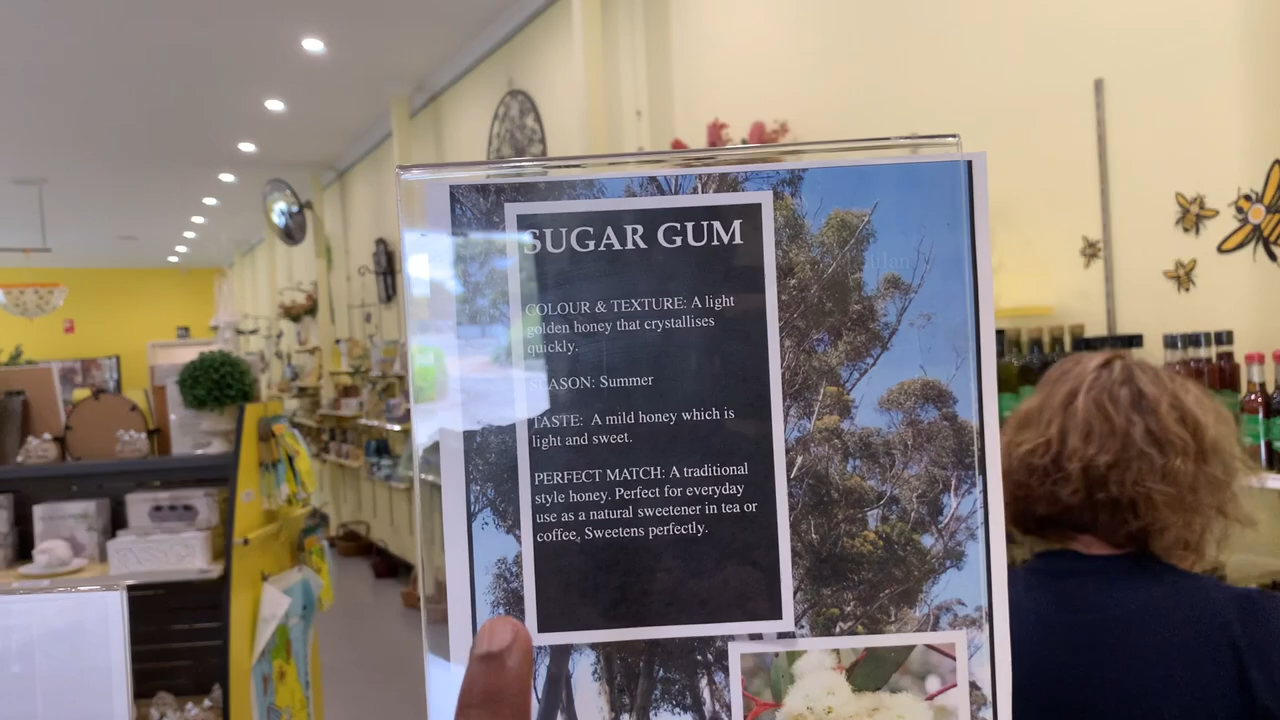 SUGAR GUM
COLOUR & TEXTURE: A light
golden honey that crystallises
quickly.
SEASON: Summer
TASTE: A mild honey which is
light and sweet.
PERFECT MATCH: A traditional
style honey. Perfect for everyday
use as a natural sweetener in tea or
coffee. Sweetens perfectly.